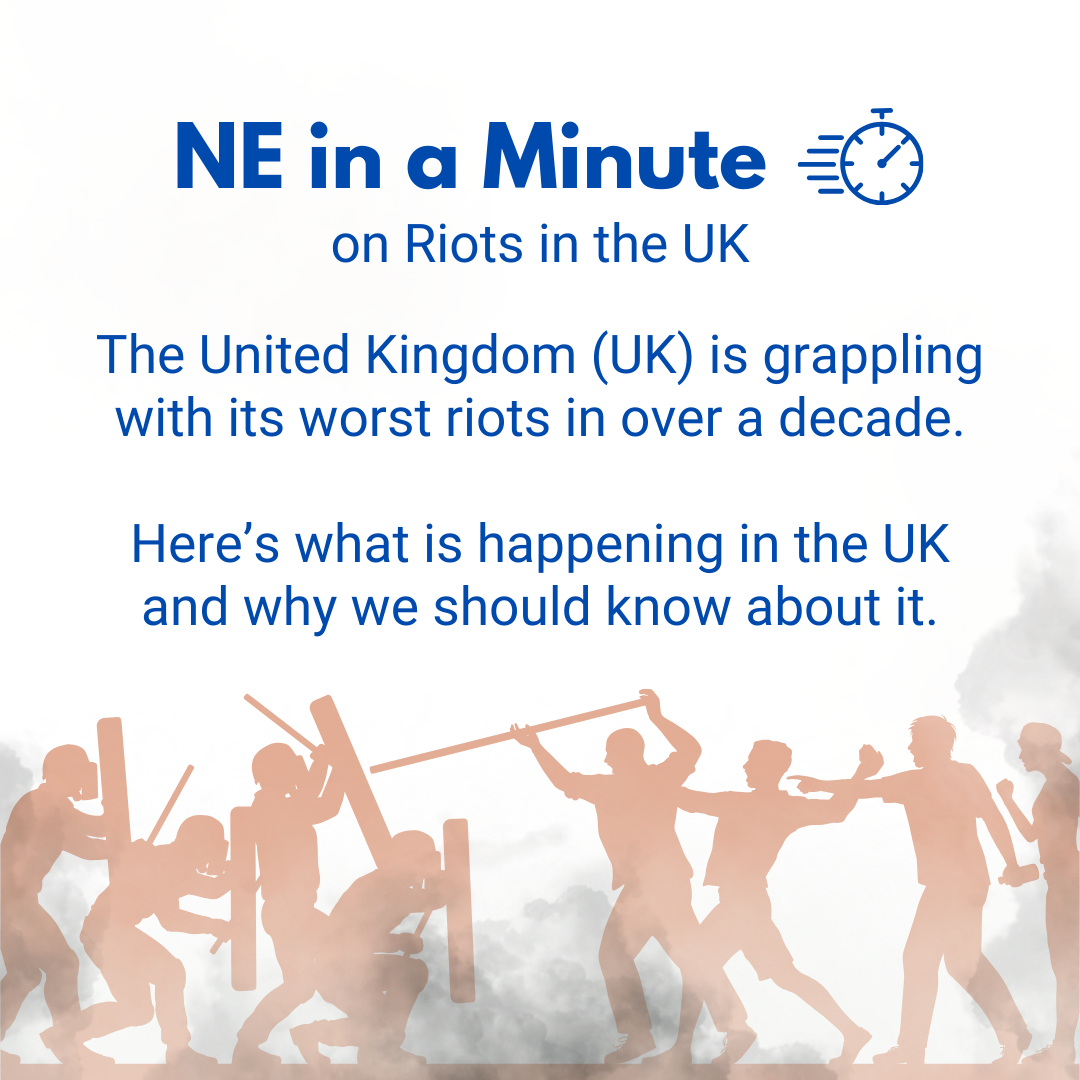 NE in a Minute
on Riots in the UK
The United Kingdom (UK) is grappling
with its worst riots in over a decade.
Here’s what is happening in the UK
and why we should know about it.